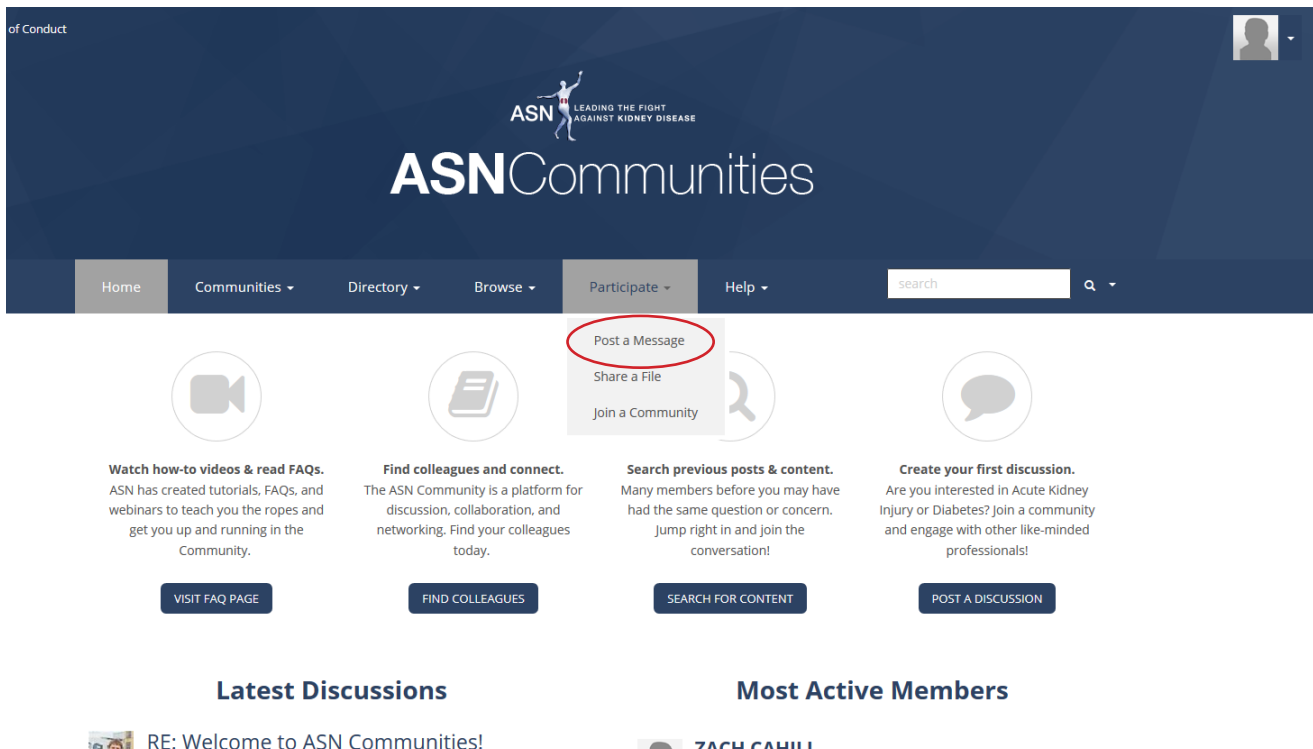 of Conduct
ASN
LEADING THE FIGHT
AGAINST KIDNEY DISEASE
ASNCommunities
Home Communities Directory Browse Participate Help search
Post a Message
Share a File
Join a Community
Watch how-to videos & read FAQs.
ASN has created tutorials, FAQs, and
webinars to teach you the ropes and
get you up and running in the
Community.
VISIT FAQ PAGE
Find colleagues and connect.
The ASN Community is a platform for
discussion, collaboration, and
networking. Find your colleagues
today.
FIND COLLEAGUES
Search previous posts & content.
Many members before you may have
had the same question or concern.
Jump right in and join the
conversation!
SEARCH FOR CONTENT
Create your first discussion.
Are you interested in Acute Kidney
Injury or Diabetes? Join a community
and engage with other like-minded
professionals!
POST A DISCUSSION
Latest Discussions
RE: Welcome to ASN Communities!
Most Active Members
ZACH CAHILL